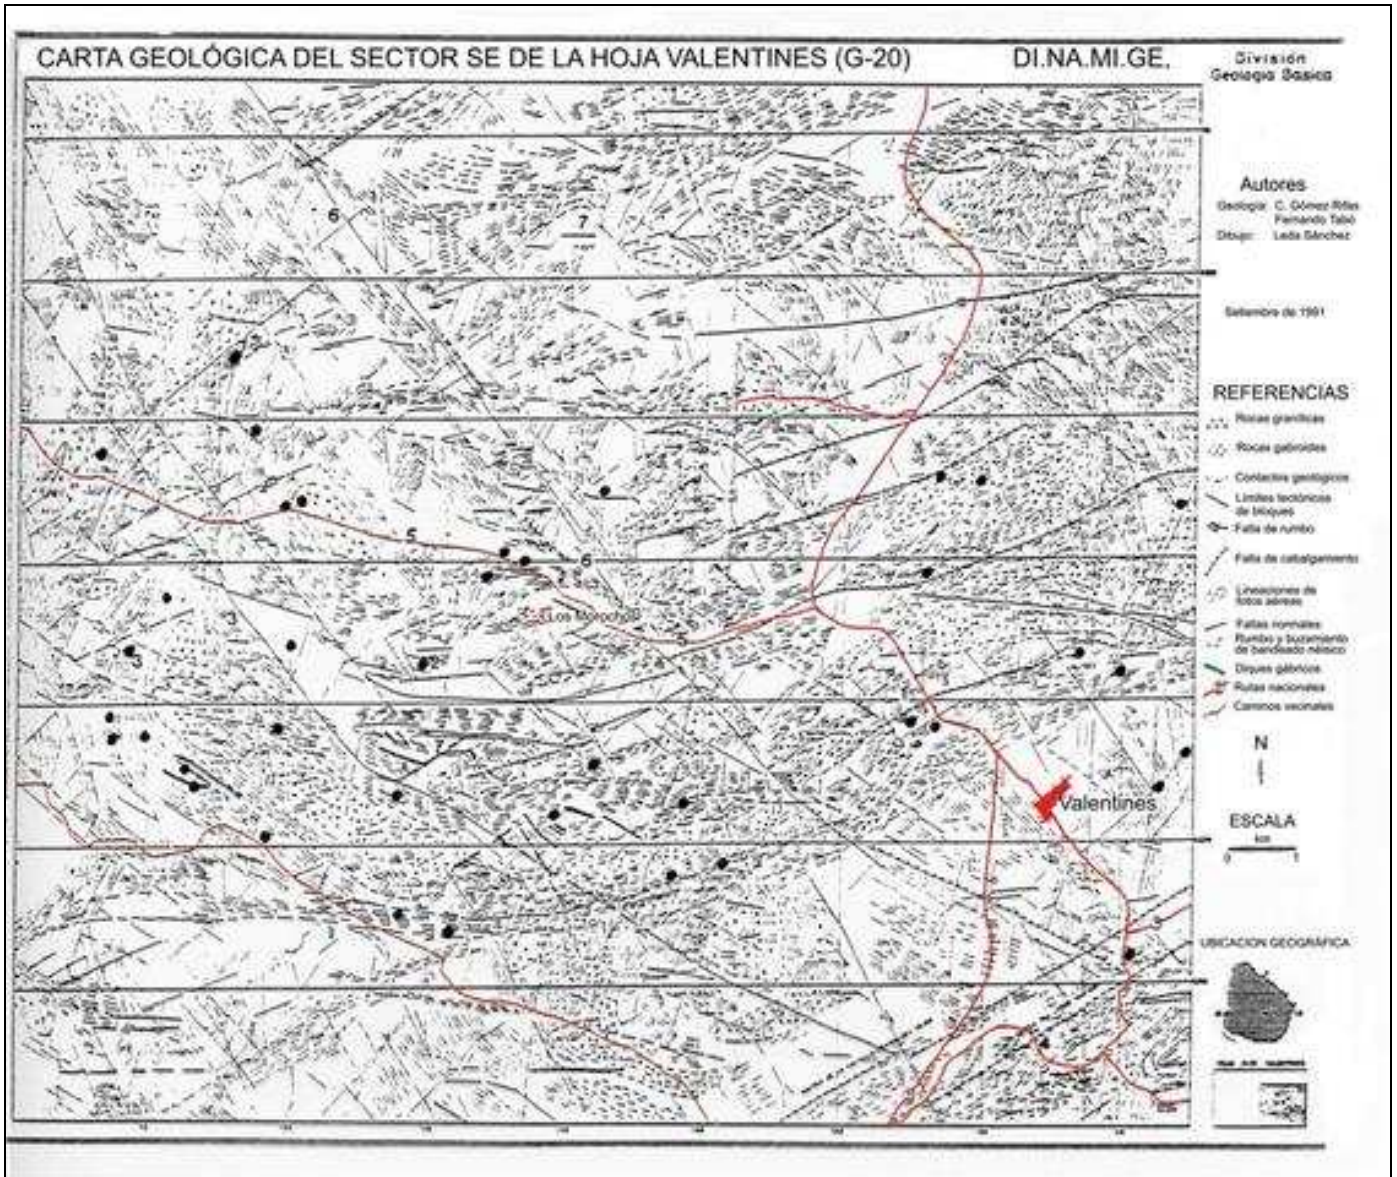 CARTA GEOLÓGICA DEL SECTOR SE DE LA HOJA VALENTINES (G-20)
DI.NA.MI.GE.
División
Geología Básica
Autores
Geología: C. Gómez Rifas
Fernando Tabó
Dibujo: Leda Sánchez
Setiembre de 1991
REFERENCIAS
Rocas graníticas
Rocas gabroides
Contactos geológicos
Límites tectónicos
de bloques
Falla de rumbo
Falla de cabalgamiento
Lineaciones de
fotos aéreas
Fallas normales
Rumbo y buzamiento
de bandeado néisico
Diques gábricos
Rutas nacionales
Caminos vecinales
N
ESCALA
km
0 1
UBICACION GEOGRÁFICA
6
7
5
6
Los Morochos
3
Valentines